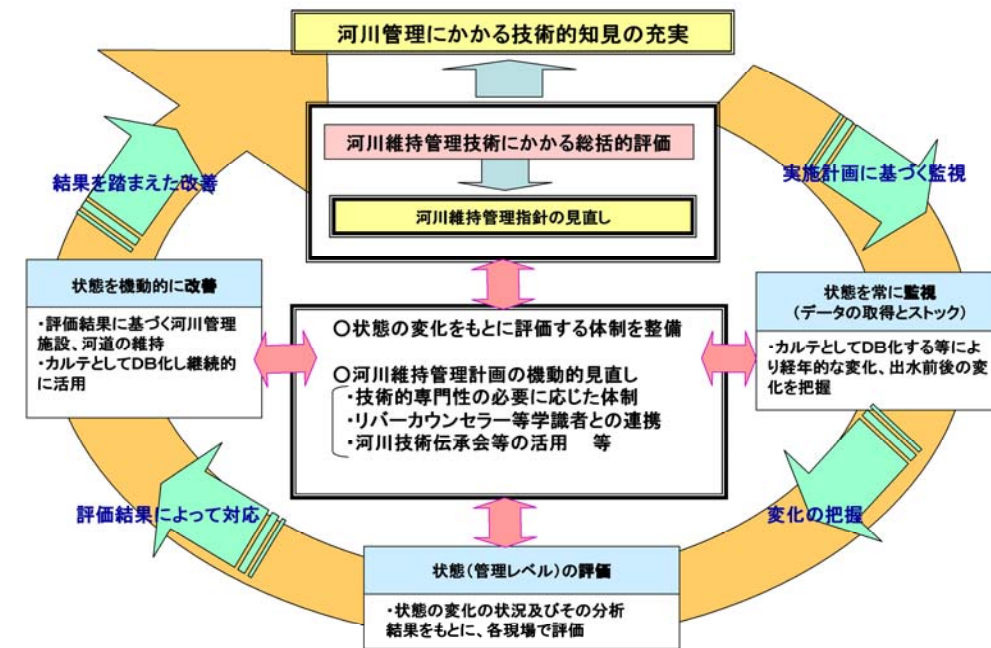 河川管理にかかる技術的知見の充実
河川維持管理技術にかかる総括的評価
河川維持管理指針の見直し
結果を踏まえた改善
実施計画に基づく監視
状態を機動的に改善
・評価結果に基づく河川管理
施設、河道の維持
・カルテとしてDB化し継続的
に活用
○状態の変化をもとに評価する体制を整備
○河川維持管理計画の機動的見直し
・技術的専門性の必要に応じた体制
・リバーカウンセラー等学識者との連携
・河川技術伝承会等の活用　等
状態を常に監視
(データの取得とストック)
・カルテとしてDB化する等によ
り経年的な変化、出水前後の変
化を把握
評価結果によって対応
変化の把握
状態(管理レベル)の評価
・状態の変化の状況及びその分析
結果をもとに、各現場で評価